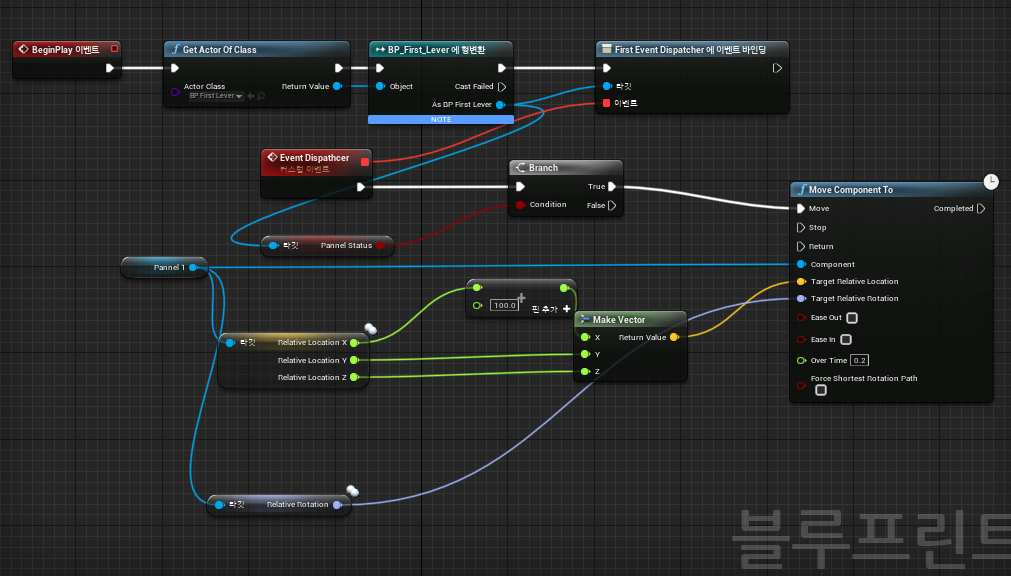 BeginPlay 이벤트
Get Actor Of Class
Actor Class
BP First Lever
Return Value
BP_First_Lever 에 형변환
Object
Cast Failed
As BP First Lever
NOTE
First Event Dispatcher 에 이벤트 바인딩
타깃
이벤트
Event Dispathcer
커스텀 이벤트
Branch
Condition
True
False
타깃
Pannel Status
Pannel 1
타깃
Relative Location X
Relative Location Y
Relative Location Z
100.0
핀 추가
Make Vector
X
Y
Z
Return Value
타깃
Relative Rotation
Move Component To
Move
Completed
Stop
Return
Component
Target Relative Location
Target Relative Rotation
Ease Out
Ease In
Over Time 0.2
Force Shortest Rotation Path
블루프린트